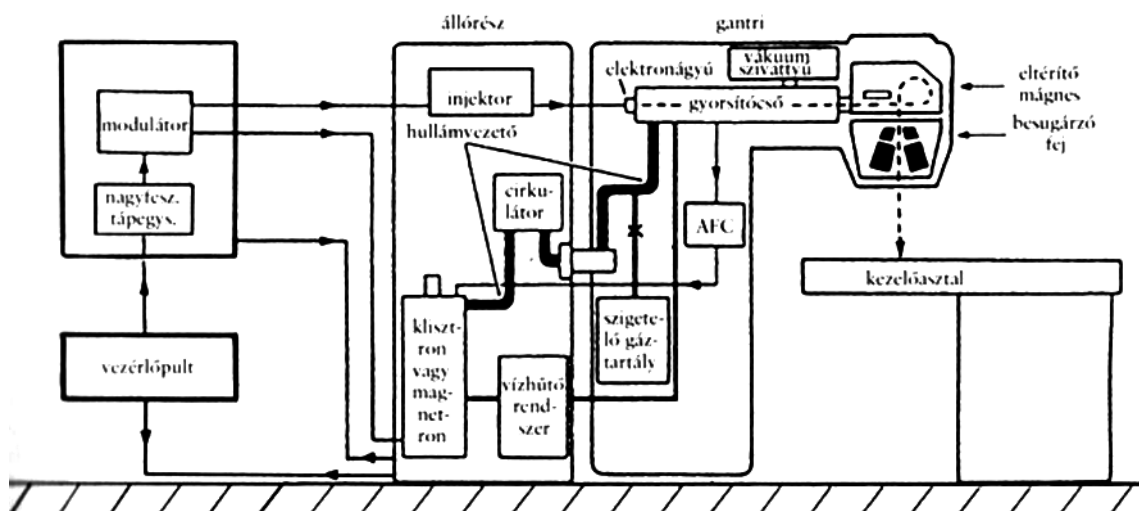 állórész
gantri
vákuum
szivattyú
elektronágyú
eltérítő
mágnes
injektor
gyorsítócső
modulátor
hullámvezető
besugárzó
fej
nagyfesz.
tápegys.
cirku-
látor
AFC
kezelőasztal
kliszt-
ron
vagy
mag-
net-
ron
szigete-
lő gáz-
tartály
vezérlőpult
vízhűtő
rend-
szer